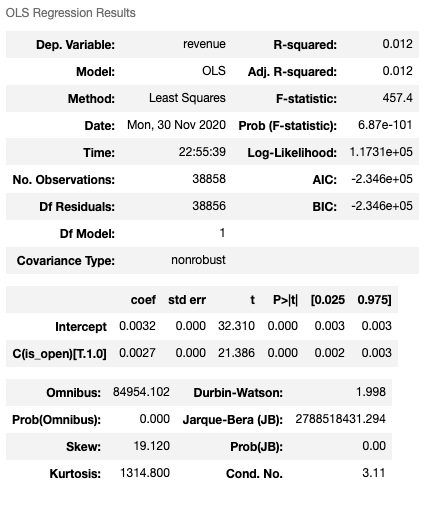 OLS Regression Results
Dep. Variable: revenue R-squared: 0.012
Model: OLS Adj. R-squared: 0.012
Method: Least Squares F-statistic: 457.4
Date: Mon, 30 Nov 2020 Prob (F-statistic): 6.87e-101
Time: 22:55:39 Log-Likelihood: 1.1731e+05
No. Observations: 38858 AIC: -2.346e+05
Df Residuals: 38856 BIC: -2.346e+05
Df Model: 1
Covariance Type: nonrobust
coef std err t P>|t| [0.025 0.975]
Intercept 0.0032 0.000 32.310 0.000 0.003 0.003
C(is_open)[T.1.0] 0.0027 0.000 21.386 0.000 0.002 0.003
Omnibus: 84954.102 Durbin-Watson: 1.998
Prob(Omnibus): 0.000 Jarque-Bera (JB): 2788518431.294
Skew: 19.120 Prob(JB): 0.00
Kurtosis: 1314.800 Cond. No. 3.11